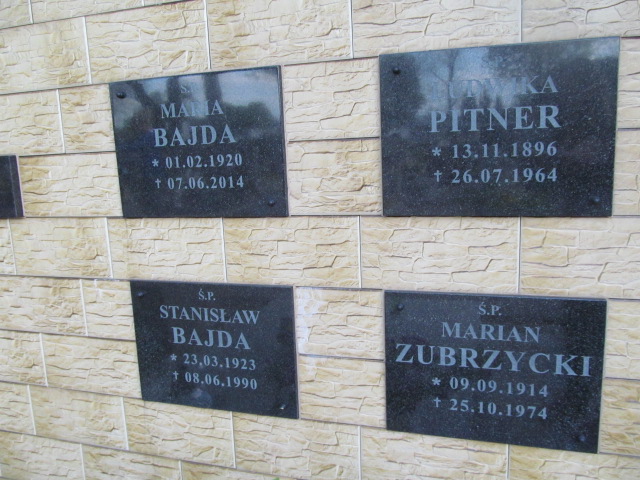 Ś.P.
MARIA
BAJDA
* 01.02.1920
† 07.06.2014
LUDWIKA
PITNER
* 13.11.1896
† 26.07.1964
Ś.P.
STANISŁAW
BAJDA
* 23.03.1923
† 08.06.1990
Ś.P.
MARIAN
ZUBRZYCKI
* 09.09.1914
† 25.10.1974